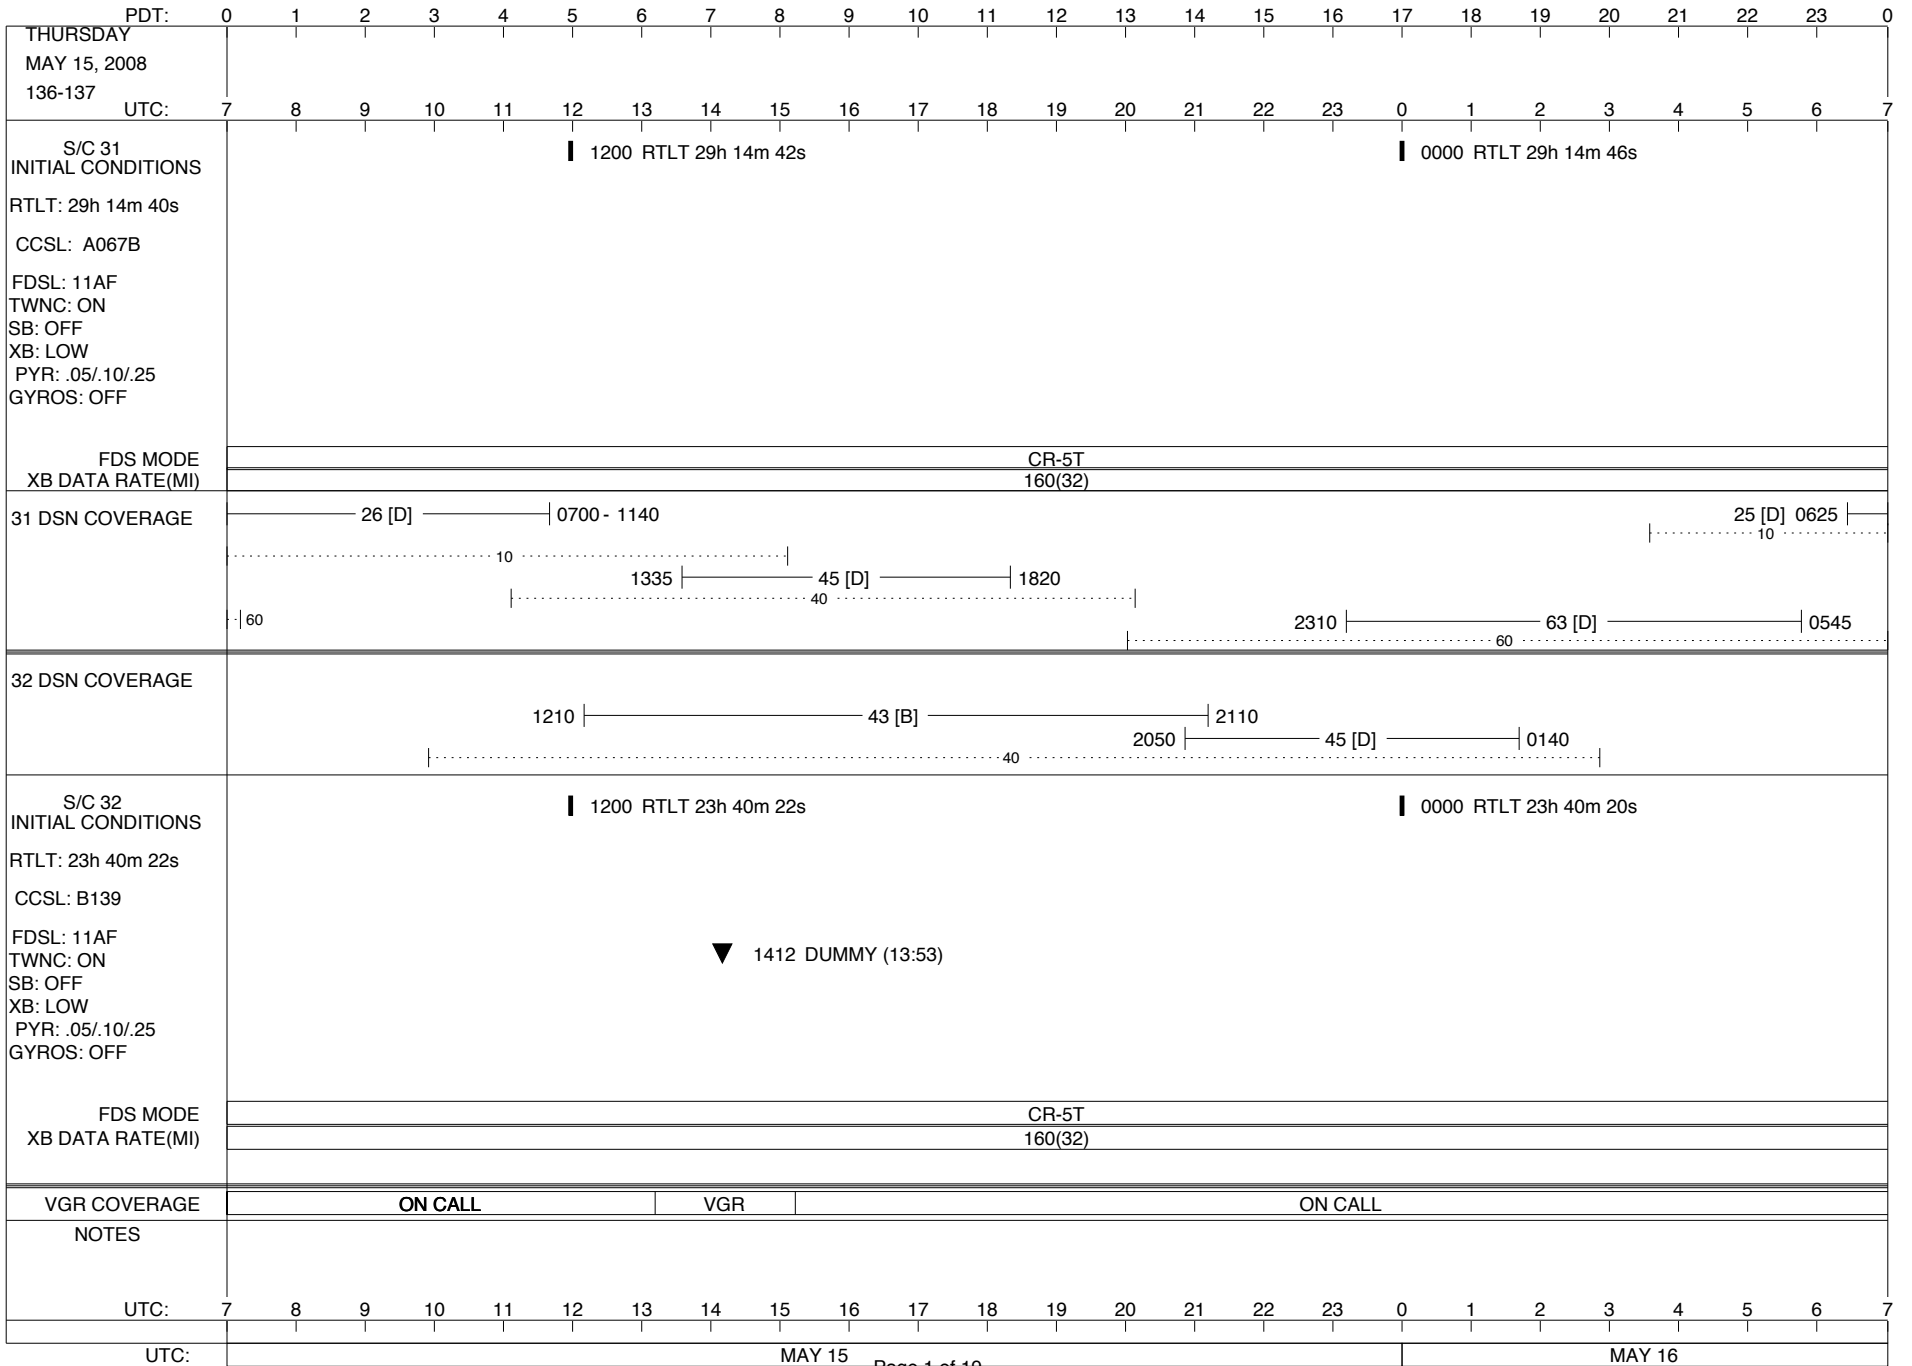 PDT: 0 1 2 3 4 5 6 7 8 9 10 11 12 13 14 15 16 17 18 19 20 21 22 23 0
THURSDAY
MAY 15, 2008
136-137
UTC: 7 8 9 10 11 12 13 14 15 16 17 18 19 20 21 22 23 0 1 2 3 4 5 6 7
S/C 31
INITIAL CONDITIONS
1200 RTLT 29h 14m 42s
0000 RTLT 29h 14m 46s
RTLT: 29h 14m 40s
CCSL: A067B
FDSL: 11AF
TWNC: ON
SB: OFF
XB: LOW
PYR: .05/.10/.25
GYROS: OFF
FDS MODE CR-5T
XB DATA RATE(MI) 160(32)
31 DSN COVERAGE 26 [D] 0700 - 1140 25 [D] 0625
10
10
1335 45 [D] 1820
40
60
2310 63 [D] 0545
60
32 DSN COVERAGE
1210 43 [B] 2110
2050 45 [D] 0140
40
S/C 32
INITIAL CONDITIONS
1200 RTLT 23h 40m 22s
0000 RTLT 23h 40m 20s
RTLT: 23h 40m 22s
CCSL: B139
FDSL: 11AF
TWNC: ON
1412 DUMMY (13:53)
SB: OFF
XB: LOW
PYR: .05/.10/.25
GYROS: OFF
FDS MODE CR-5T
XB DATA RATE(MI) 160(32)
VGR COVERAGE ON CALL VGR ON CALL
NOTES
UTC: 7 8 9 10 11 12 13 14 15 16 17 18 19 20 21 22 23 0 1 2 3 4 5 6 7
UTC: MAY 15 MAY 16
Page 1 of 19